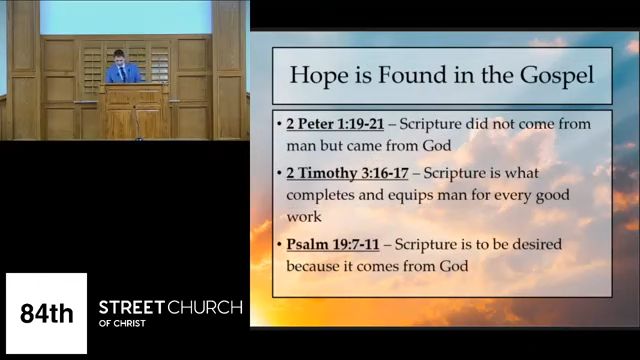 Hope is Found in the Gospel
• 2 Peter 1:19-21 – Scripture did not come from
man but came from God
• 2 Timothy 3:16-17 – Scripture is what
completes and equips man for every good
work
• Psalm 19:7-11 – Scripture is to be desired
because it comes from God
84th
STREET CHURCH
OF CHRIST